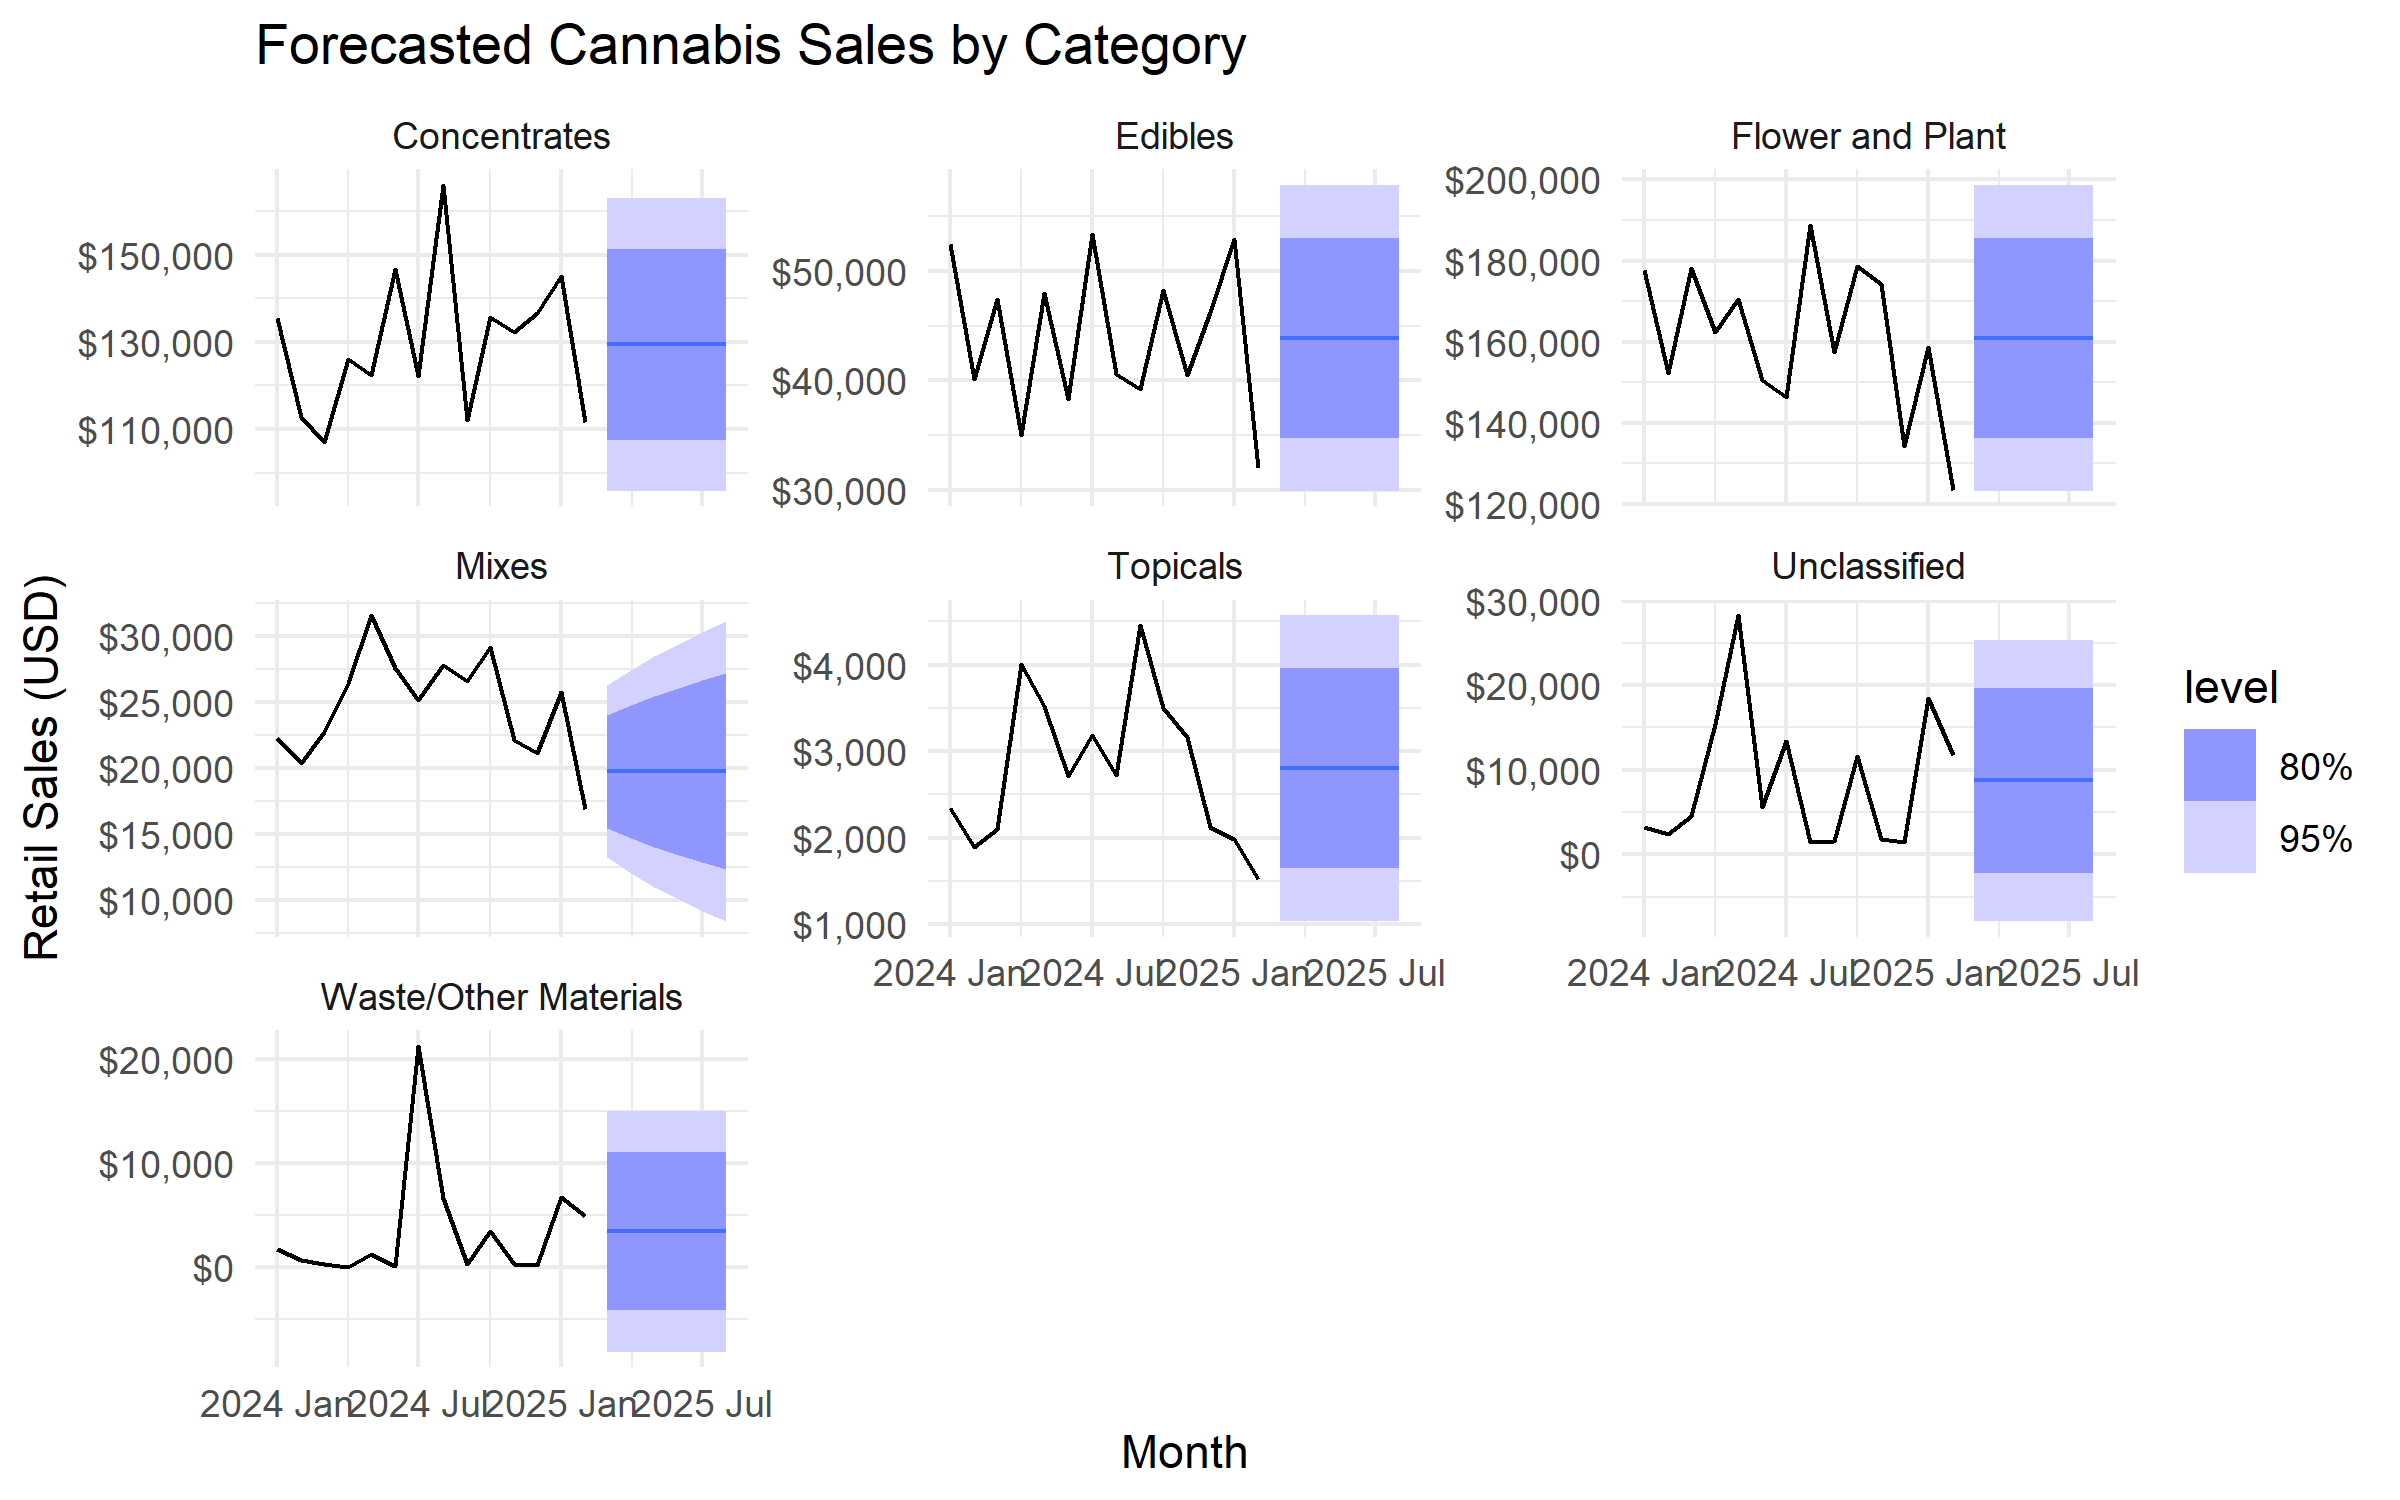 Forecasted Cannabis Sales by Category
Concentrates
Edibles
Flower and Plant
$150,000
$130,000
$110,000
$50,000
$40,000
$30,000
$200,000
$180,000
$160,000
$140,000
$120,000
Retail Sales (USD)
Mixes
Topicals
Unclassified
$30,000
$25,000
$20,000
$15,000
$10,000
$4,000
$3,000
$2,000
$1,000
$30,000
$20,000
$10,000
$0
2024 Jan 2024 Jul 2025 Jan 2025 Jul
2024 Jan 2024 Jul 2025 Jan 2025 Jul
level
80%
95%
Waste/Other Materials
$20,000
$10,000
$0
2024 Jan 2024 Jul 2025 Jan 2025 Jul
Month